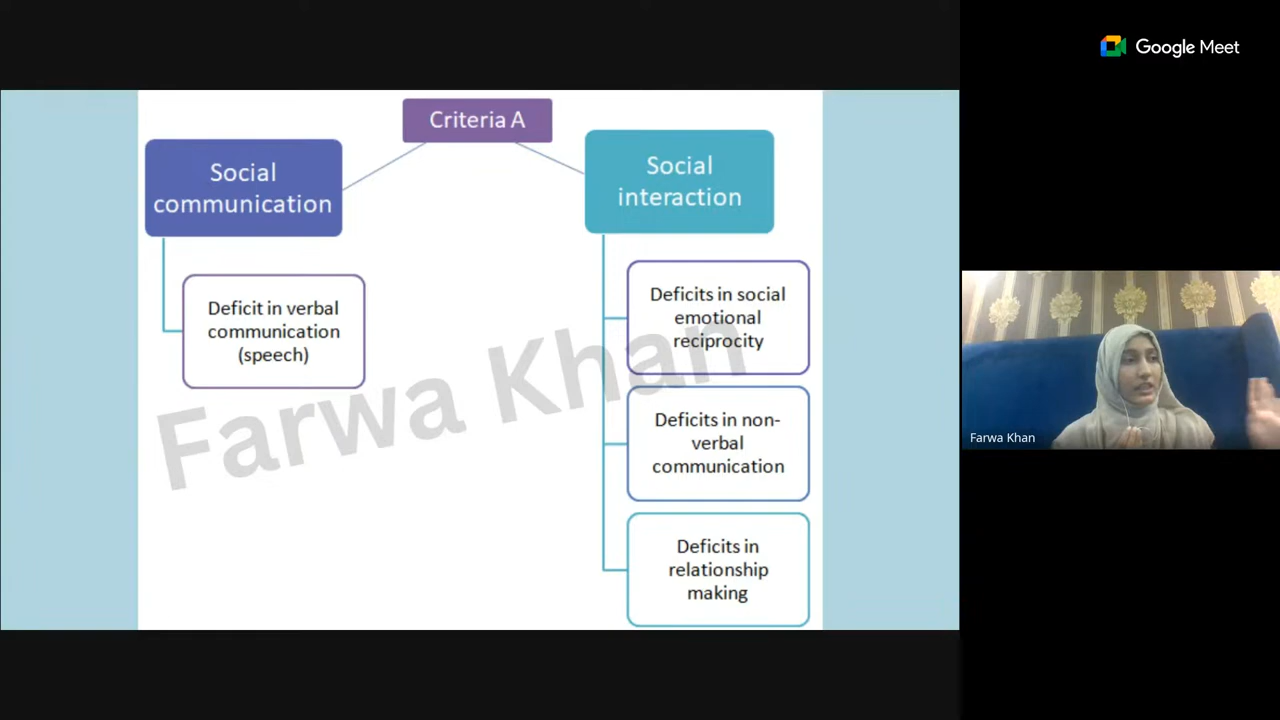 Google Meet
Criteria A
Social
communication
Deficit in verbal
communication
(speech)
Social
interaction
Deficits in social
emotional
reciprocity
Deficits in non-
verbal
communication
Deficits in
relationship
making
Farwa Khan
Farwa Khan